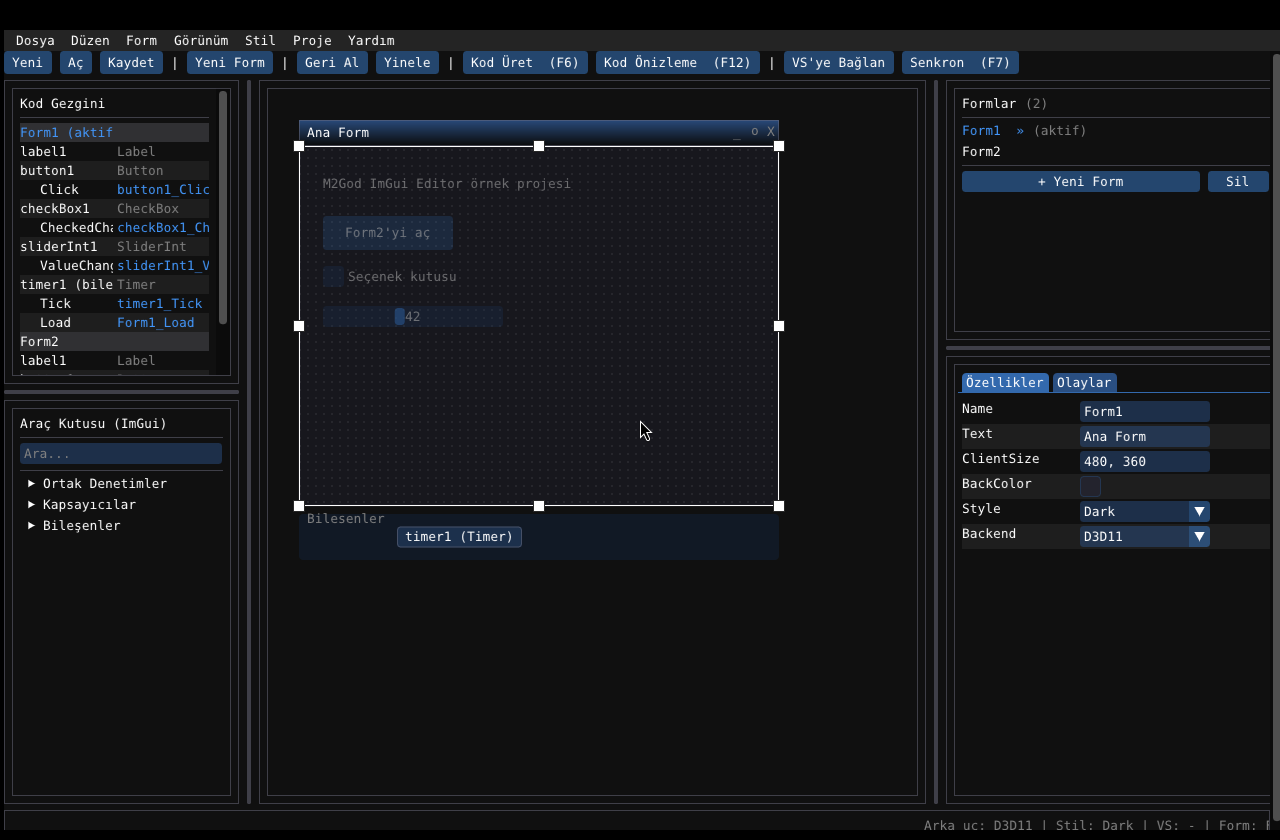 Dosya Düzen Form Görünüm Stil Proje Yardım
Yeni Aç Kaydet | Yeni Form | Geri Al Yinele | Kod Üret (F6) Kod Önizleme (F12) | VS'ye Bağlan Senkron (F7)
Kod Gezgini
Form1 (aktif
label1 Label
button1 Button
Click button1_Clic
checkBox1 CheckBox
CheckedCha checkBox1_Ch
sliderInt1 SliderInt
ValueChang sliderInt1_V
timer1 (bile Timer
Tick timer1_Tick
Load Form1_Load
Form2
label1 Label
Araç Kutusu (ImGui)
Ara...
Ortak Denetimler
Kapsayıcılar
Bileşenler
Ana Form _ o X
M2God ImGui Editor örnek projesi
Form2'yi aç
Seçenek kutusu
42
Bilesenler
timer1 (Timer)
Formlar (2)
Form1 » (aktif)
Form2
+ Yeni Form Sil
Özellikler Olaylar
Name Form1
Text Ana Form
ClientSize 480, 360
BackColor
Style Dark
Backend D3D11
Arka uc: D3D11 | Stil: Dark | VS: - | Form: